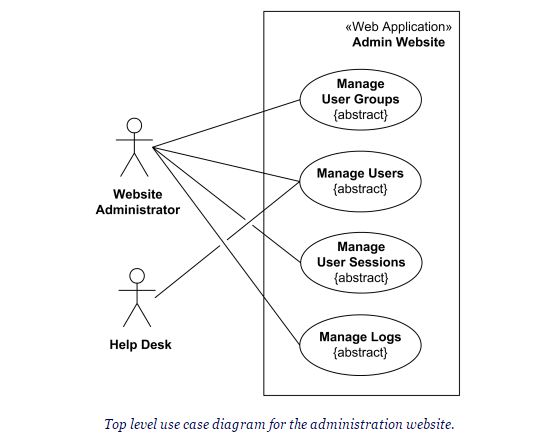 «Web Application»
Admin Website
Manage
User Groups
{abstract}
Website
Administrator
Manage Users
{abstract}
Manage
User Sessions
{abstract}
Help Desk
Manage Logs
{abstract}
Top level use case diagram for the administration website.